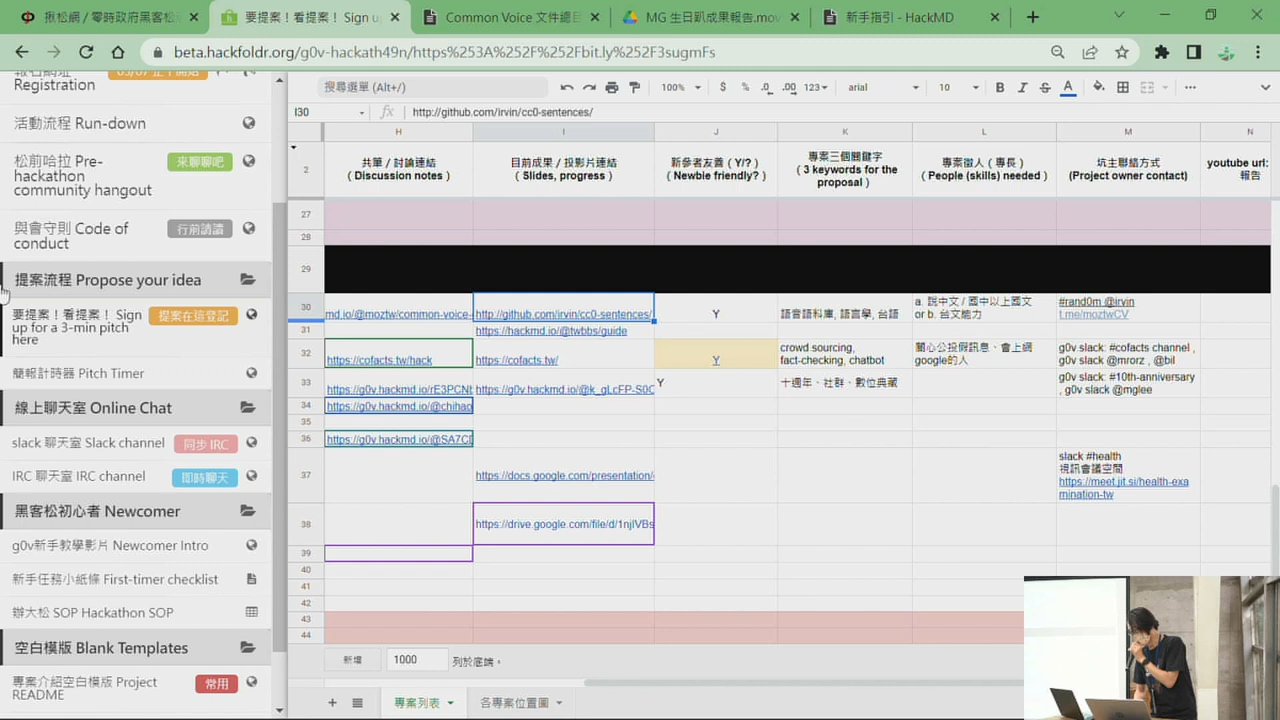 揪松網 / 零時政府黑客松
要提案！看提案！ Sign u
Common Voice 文件總目
MG 生日趴成果報告.mov
新手指引 - HackMD
beta.hackfoldr.org/g0v-hackath49n/https%253A%252F%252Fbit.ly%252F3sugmFs
Registration
活動流程 Run-down
松前哈拉 Pre-
hackathon
community hangout
來聊聊吧
與會守則 Code of
conduct
行前請讀
提案流程 Propose your idea
要提案！看提案！ Sign
up for a 3-min pitch
here
提案在這登記
簡報計時器 Pitch Timer
線上聊天室 Online Chat
slack 聊天室 Slack channel
同步 IRC
IRC 聊天室 IRC channel
即時聊天
黑客松初心者 Newcomer
g0v新手教學影片 Newcomer Intro
新手任務小紙條 First-timer checklist
辦大松 SOP Hackathon SOP
空白模版 Blank Templates
專案介紹空白模版 Project
README
常用
搜尋選單 (Alt+/)
100%
$ % .0 .00 123
arial
10
B I S A
I30
fx
http://github.com/irvin/cc0-sentences/
H I J K L M N
2
共筆 / 討論連結
( Discussion notes )
目前成果 / 投影片連結
( Slides, progress )
新參者友善 ( Y/? )
( Newbie friendly? )
專案三個關鍵字
( 3 keywords for the
proposal )
專案徵人 ( 專長 )
( People (skills) needed )
坑主聯絡方式
(Project owner contact)
youtube url:
報告
27
28
29
30
md.io/@moztw/common-voice-
http://github.com/irvin/cc0-sentences/
Y
語言語料庫, 語言學, 台語
a. 說中文 / 國中以上國文
or b. 台文能力
#rand0m @irvin
t.me/moztwCV
31
https://hackmd.io/@twbbs/guide
32
https://cofacts.tw/hack
https://cofacts.tw/
Y
crowd sourcing,
fact-checking, chatbot
關心公投假訊息、會上網
google的人
g0v slack: #cofacts channel ,
@mrorz , @bil
33
https://g0v.hackmd.io/rE3PCN
https://g0v.hackmd.io/@k_gLcFP-S0C
Y
十週年、社群、數位典藏
g0v slack: #10th-anniversary
, g0v slack @mglee
34
https://g0v.hackmd.io/@chihao
35
36
https://g0v.hackmd.io/@SA7C
37
https://docs.google.com/presentation/
slack #health
視訊會議空間
https://meet.jit.si/health-exa
mination-tw
38
https://drive.google.com/file/d/1njIVBs
39
40
41
42
43
44
新增
1000
列於底端。
專案列表
各專案位置圖